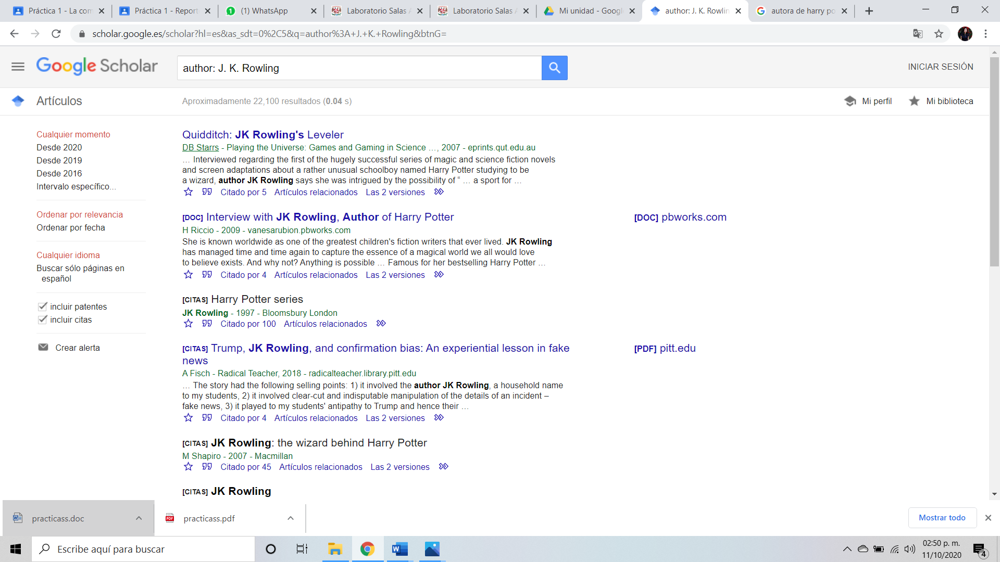 Práctica 1 - La com
Práctica 1 - Report
(1) WhatsApp
Laboratorio Salas A
Laboratorio Salas A
Mi unidad - Googl
author: J. K. Rowlin
autora de harry po
scholar.google.es/scholar?hl=es&as_sdt=0%2C5&q=author%3A+J.+K.+Rowling&btnG=
Google Scholar
author: J. K. Rowling
INICIAR SESIÓN
Artículos
Aproximadamente 22,100 resultados (0.04 s)
Mi perfil
Mi biblioteca
Cualquier momento
Desde 2020
Desde 2019
Desde 2016
Intervalo específico...
Ordenar por relevancia
Ordenar por fecha
Cualquier idioma
Buscar sólo páginas en
español
incluir patentes
incluir citas
Crear alerta
Quidditch: JK Rowling's Leveler
DB Starrs - Playing the Universe: Games and Gaming in Science …, 2007 - eprints.qut.edu.au
… Interviewed regarding the first of the hugely successful series of magic and science fiction novels
and screen adaptations about a rather unusual schoolboy named Harry Potter studying to be
a wizard, author JK Rowling says she was intrigued by the possibility of “ … a sport for …
Citado por 5 Artículos relacionados Las 2 versiones
[DOC] Interview with JK Rowling, Author of Harry Potter
[DOC] pbworks.com
H Riccio - 2009 - vanesarubion.pbworks.com
She is known worldwide as one of the greatest children's fiction writers that ever lived. JK Rowling
has managed time and time again to capture the essence of a magical world we all would love
to believe exists. And why not? Anything is possible … Famous for her bestselling Harry Potter …
Citado por 4 Artículos relacionados Las 2 versiones
[CITAS] Harry Potter series
JK Rowling - 1997 - Bloomsbury London
Citado por 100 Artículos relacionados
[CITAS] Trump, JK Rowling, and confirmation bias: An experiential lesson in fake
news
[PDF] pitt.edu
A Fisch - Radical Teacher, 2018 - radicalteacher.library.pitt.edu
… The story had the following selling points: 1) it involved the author JK Rowling, a household name
to my students, 2) it involved clear-cut and indisputable manipulation of the details of an incident –
fake news, 3) it played to my students' antipathy to Trump and hence their …
Citado por 4 Artículos relacionados Las 2 versiones
[CITAS] JK Rowling: the wizard behind Harry Potter
M Shapiro - 2007 - Macmillan
Citado por 45 Artículos relacionados Las 2 versiones
[CITAS] JK Rowling
practicass.doc
PDF
practicass.pdf
Mostrar todo
Escribe aquí para buscar
02:50 p. m.
11/10/2020
4